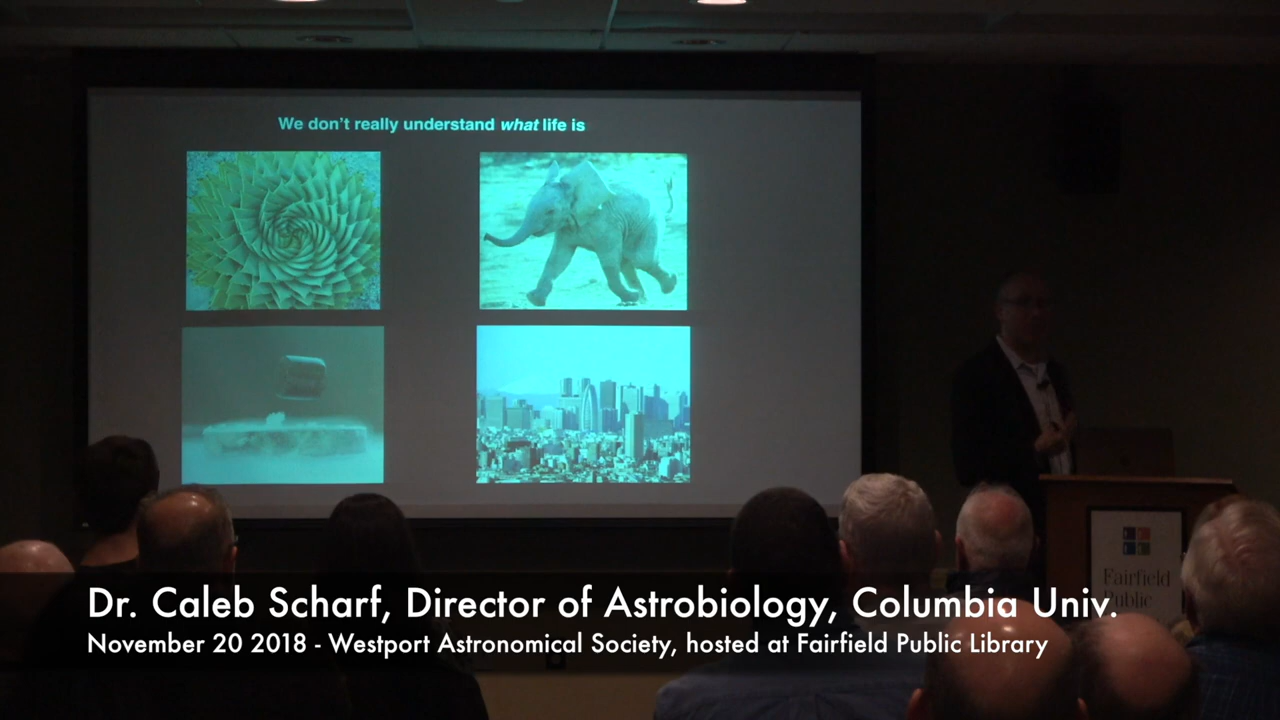 We don't really understand what life is
Fairfield
Public
Dr. Caleb Scharf, Director of Astrobiology, Columbia Univ.
November 20 2018 - Westport Astronomical Society, hosted at Fairfield Public Library